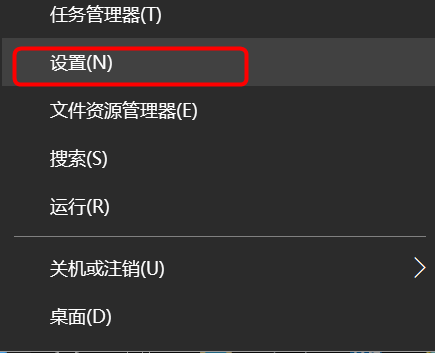 任务管理器(T)
设置(N)
文件资源管理器(E)
搜索(S)
运行(R)
关机或注销(U)
桌面(D)